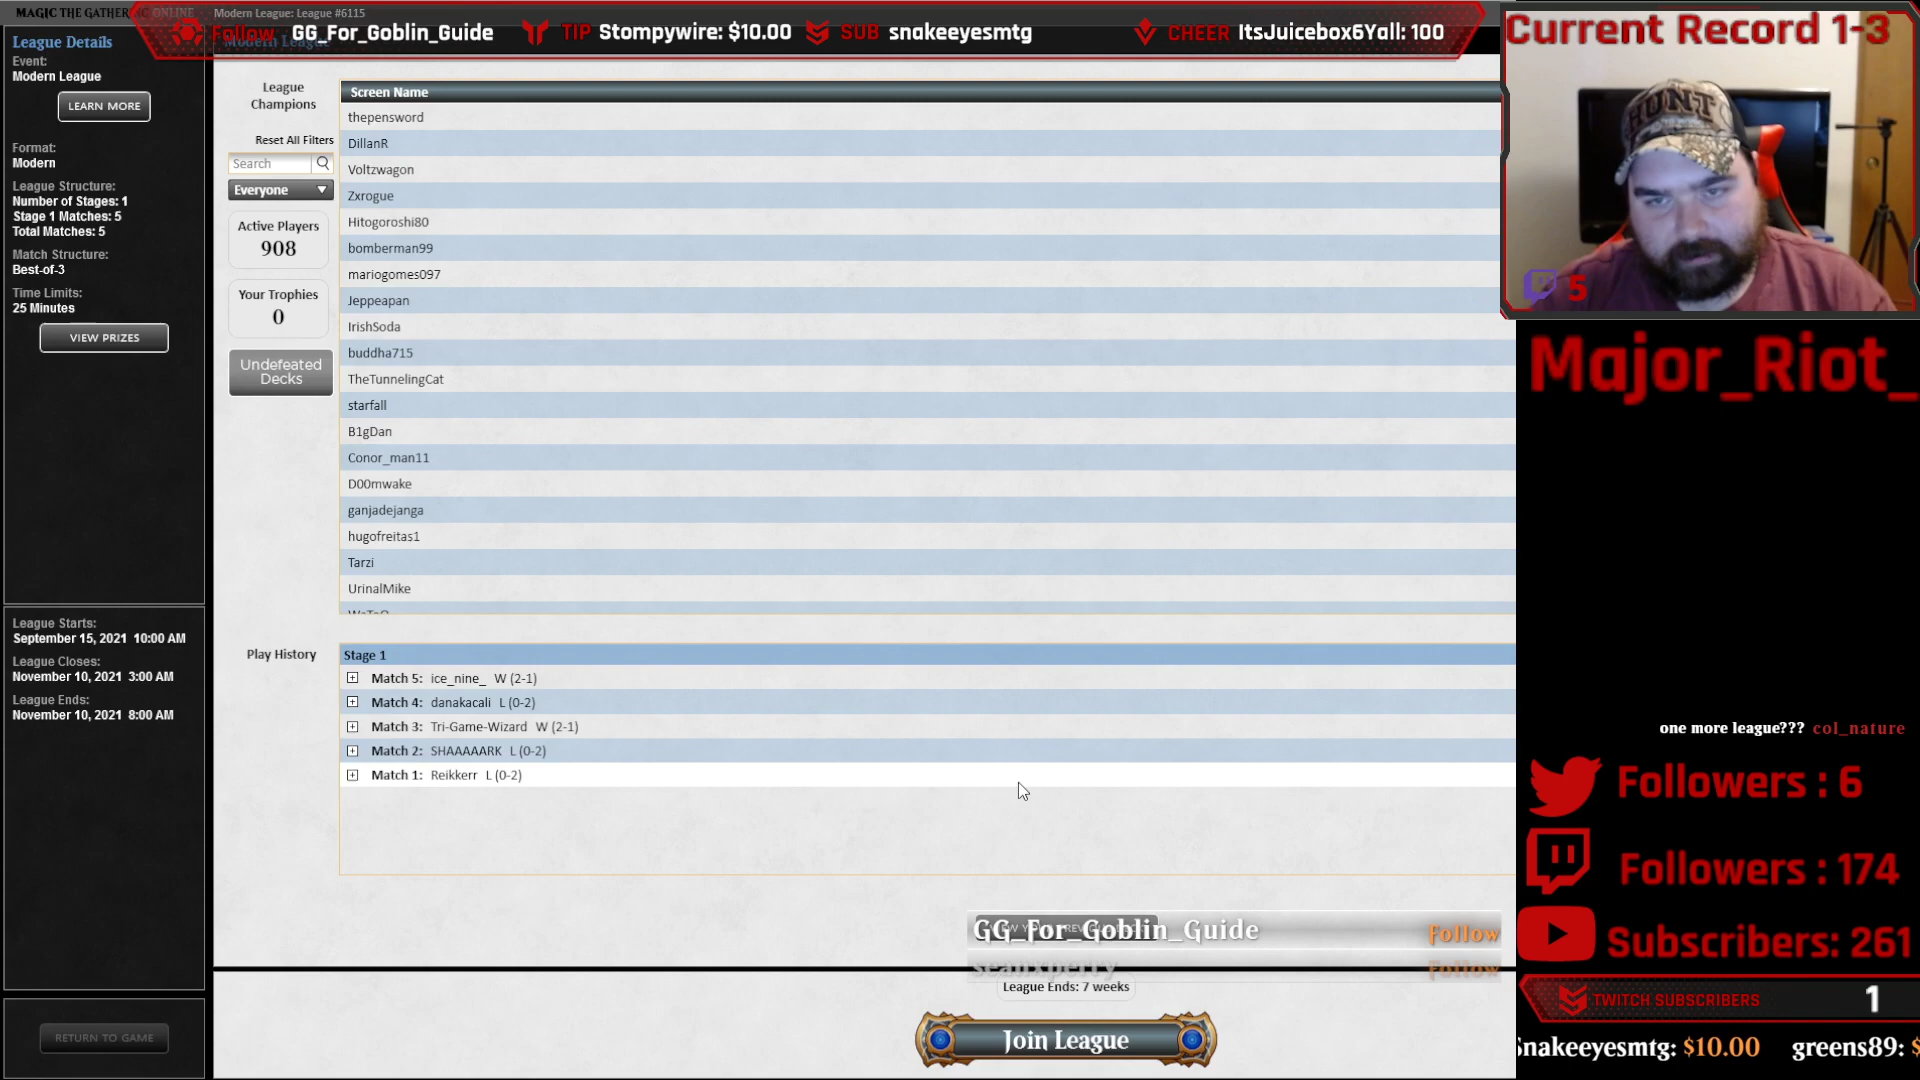 MAGIC THE GATHERING ONLINE
Modern League: League #6115
Follow GG_For_Goblin_Guide TIP Stompywire: $10.00 SUB snakeeyesmtg CHEER ItsJuicebox6Yall: 100
League Details
Event:
Modern League
LEARN MORE
Format:
Modern
League Structure:
Number of Stages: 1
Stage 1 Matches: 5
Total Matches: 5
Match Structure:
Best-of-3
Time Limits:
25 Minutes
VIEW PRIZES
League Starts:
September 15, 2021 10:00 AM
League Closes:
November 10, 2021 3:00 AM
League Ends:
November 10, 2021 8:00 AM
RETURN TO GAME
League
Champions
Reset All Filters
Search
Everyone
Active Players
908
Your Trophies
0
Undefeated
Decks
Screen Name
thepensword
DillanR
Voltzwagon
Zxrogue
Hitogoroshi80
bomberman99
mariogomes097
Jeppeapan
IrishSoda
buddha715
TheTunnelingCat
starfall
B1gDan
Conor_man11
D00mwake
ganjadejanga
hugofreitas1
Tarzi
UrinalMike
Play History
Stage 1
Match 5: ice_nine_ W (2-1)
Match 4: danakacali L (0-2)
Match 3: Tri-Game-Wizard W (2-1)
Match 2: SHAAAAARK L (0-2)
Match 1: Reikkerr L (0-2)
GG_For_Goblin_Guide Follow
seanxperry Follow
League Ends: 7 weeks
Join League
Current Record 1-3
HUNT
5
Major_Riot_
one more league??? col_nature
Followers : 6
Followers : 174
Subscribers: 261
TWITCH SUBSCRIBERS 1
Snakeeyesmtg: $10.00 greens89: $